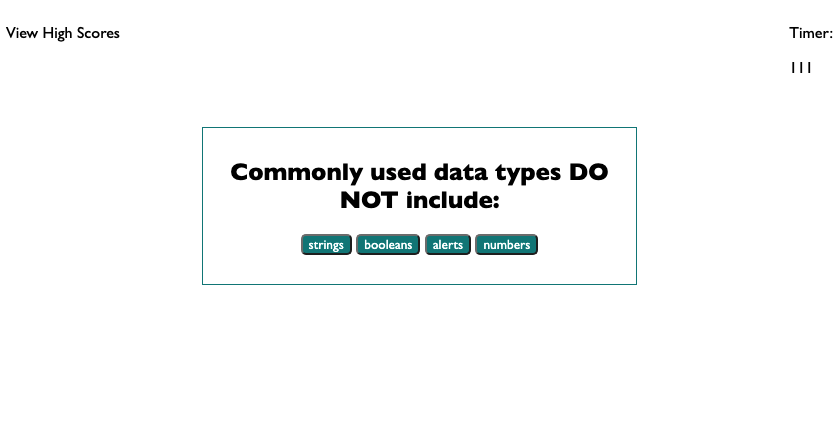 View High Scores
Timer:
111
Commonly used data types DO
NOT include:
strings booleans alerts numbers